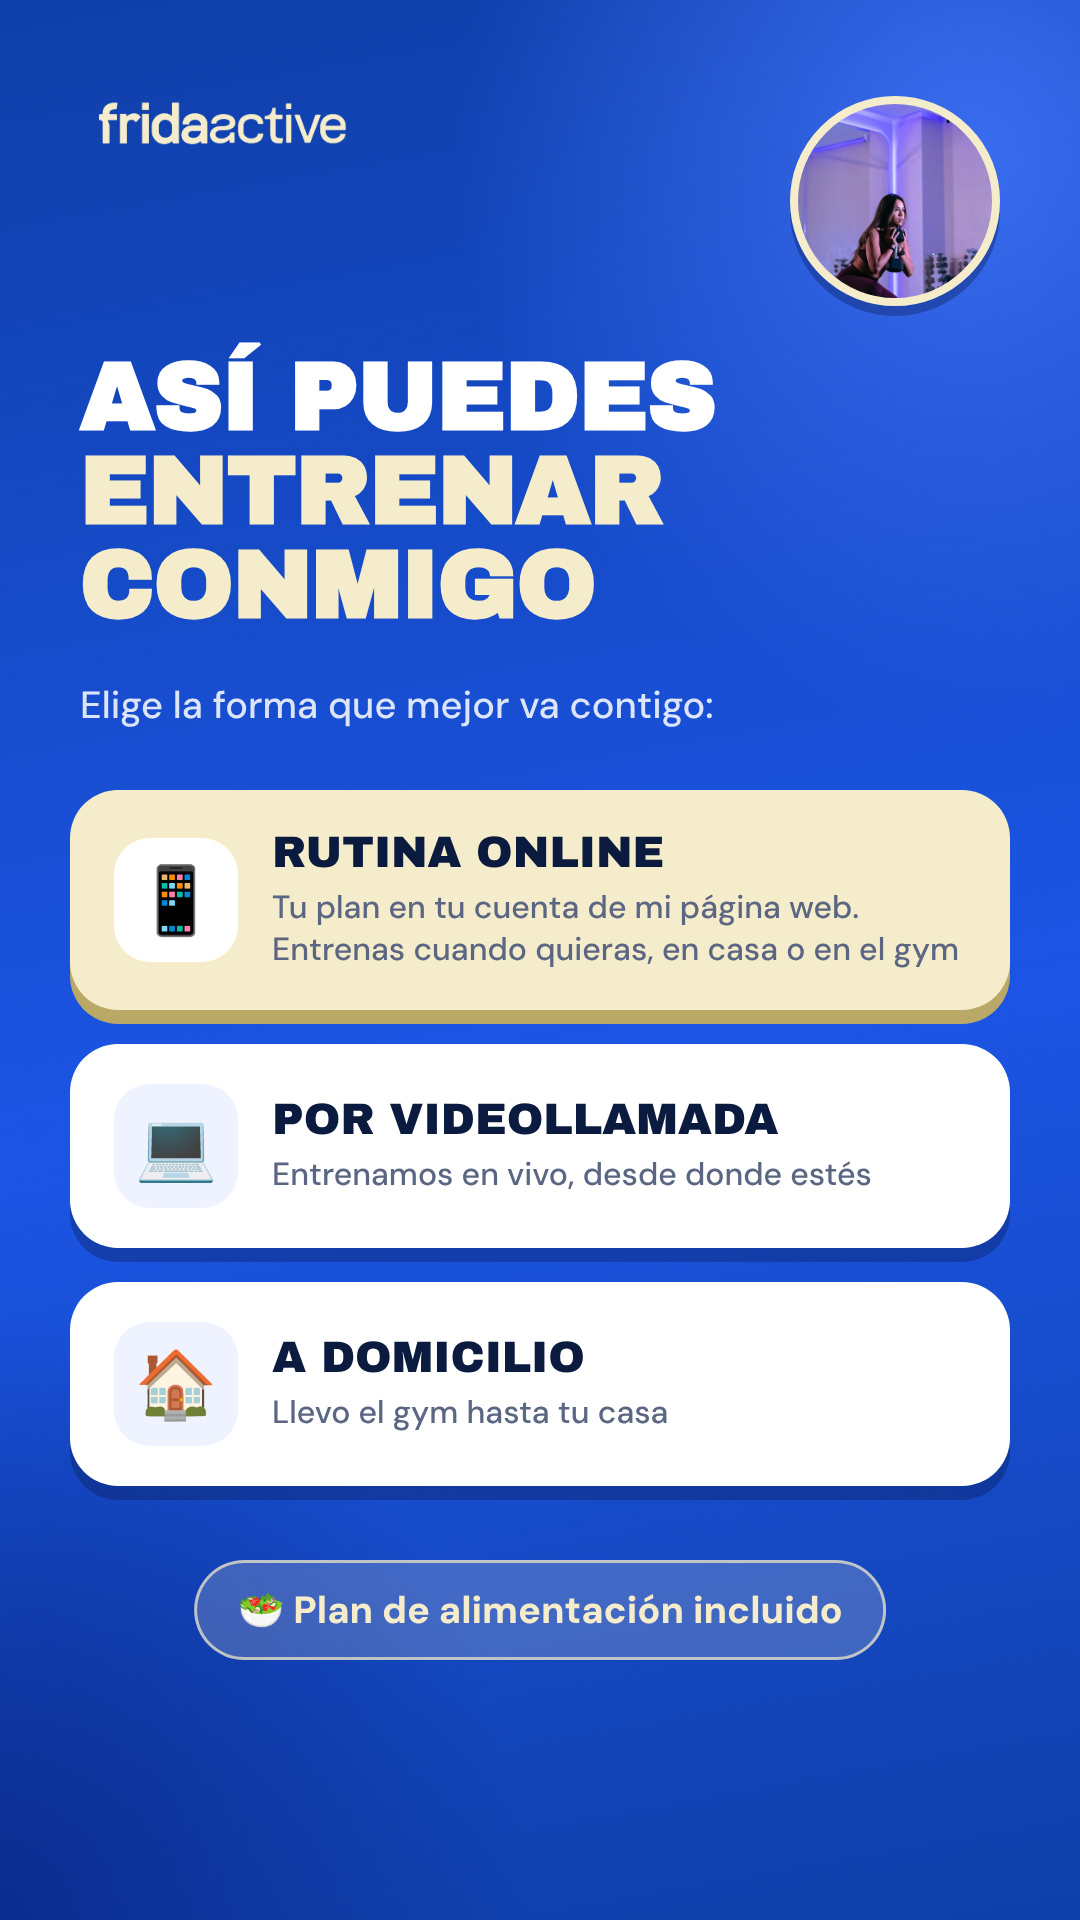 fridaactive
ASÍ PUEDES
ENTRENAR
CONMIGO
Elige la forma que mejor va contigo:
RUTINA ONLINE
Tu plan en tu cuenta de mi página web.
Entrenas cuando quieras, en casa o en el gym
POR VIDEOLLAMADA
Entrenamos en vivo, desde donde estés
A DOMICILIO
Llevo el gym hasta tu casa
🥗 Plan de alimentación incluido